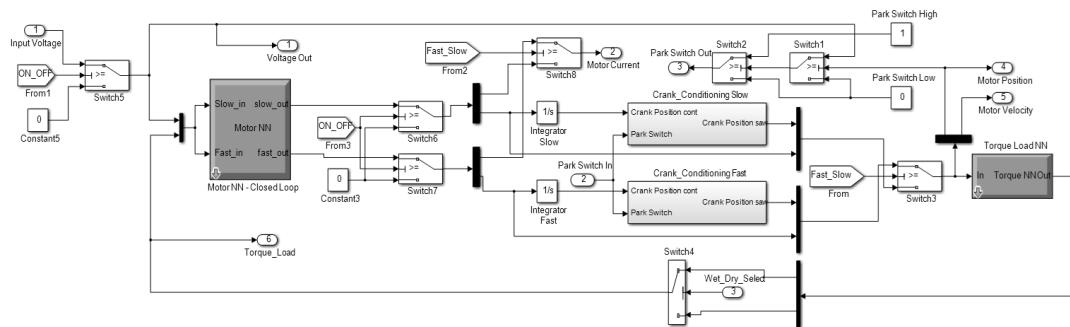 1
Input Voltage
ON_OFF
From1
0
Constant5
>=
Switch5
1
Voltage Out
Slow_in
slow_out
Motor NN
Fast_in
fast_out
Motor NN - Closed Loop
6
Torque_Load
ON_OFF
From3
0
Constant3
>=
Switch6
>=
Switch7
Fast_Slow
From2
>=
Switch8
2
Motor Current
1/s
Integrator
Slow
Park Switch In
2
1/s
Integrator
Fast
Crank_Conditioning Slow
Crank Position cont
Crank Position saw
Park Switch
Crank_Conditioning Fast
Crank Position cont
Crank Position saw
Park Switch
Park Switch Out
3
Switch2
>=
Switch1
>=
Park Switch High
1
Park Switch Low
0
4
Motor Position
5
Motor Velocity
Fast_Slow
From
>=
Switch3
Torque Load NN
In
Torque NN Out
Switch4
Wet_Dry_Select
3